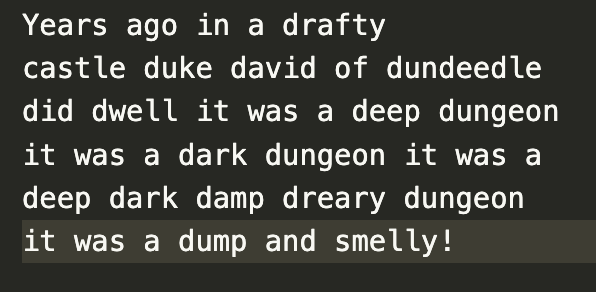 Years ago in a drafty
castle duke david of dundeedle
did dwell it was a deep dungeon
it was a dark dungeon it was a
deep dark damp dreary dungeon
it was a dump and smelly!